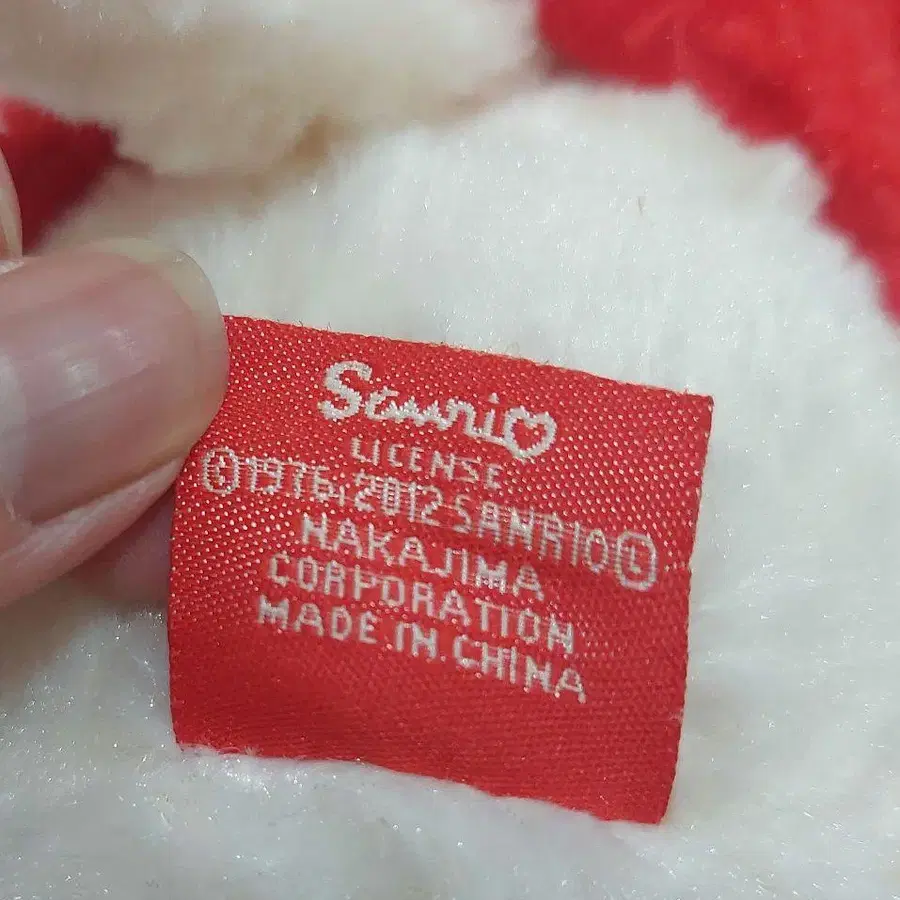 Sanrio
LICENSE
©1976, 2012 SANRIO Ⓛ
NAKAJIMA
CORPORATION
MADE IN CHINA